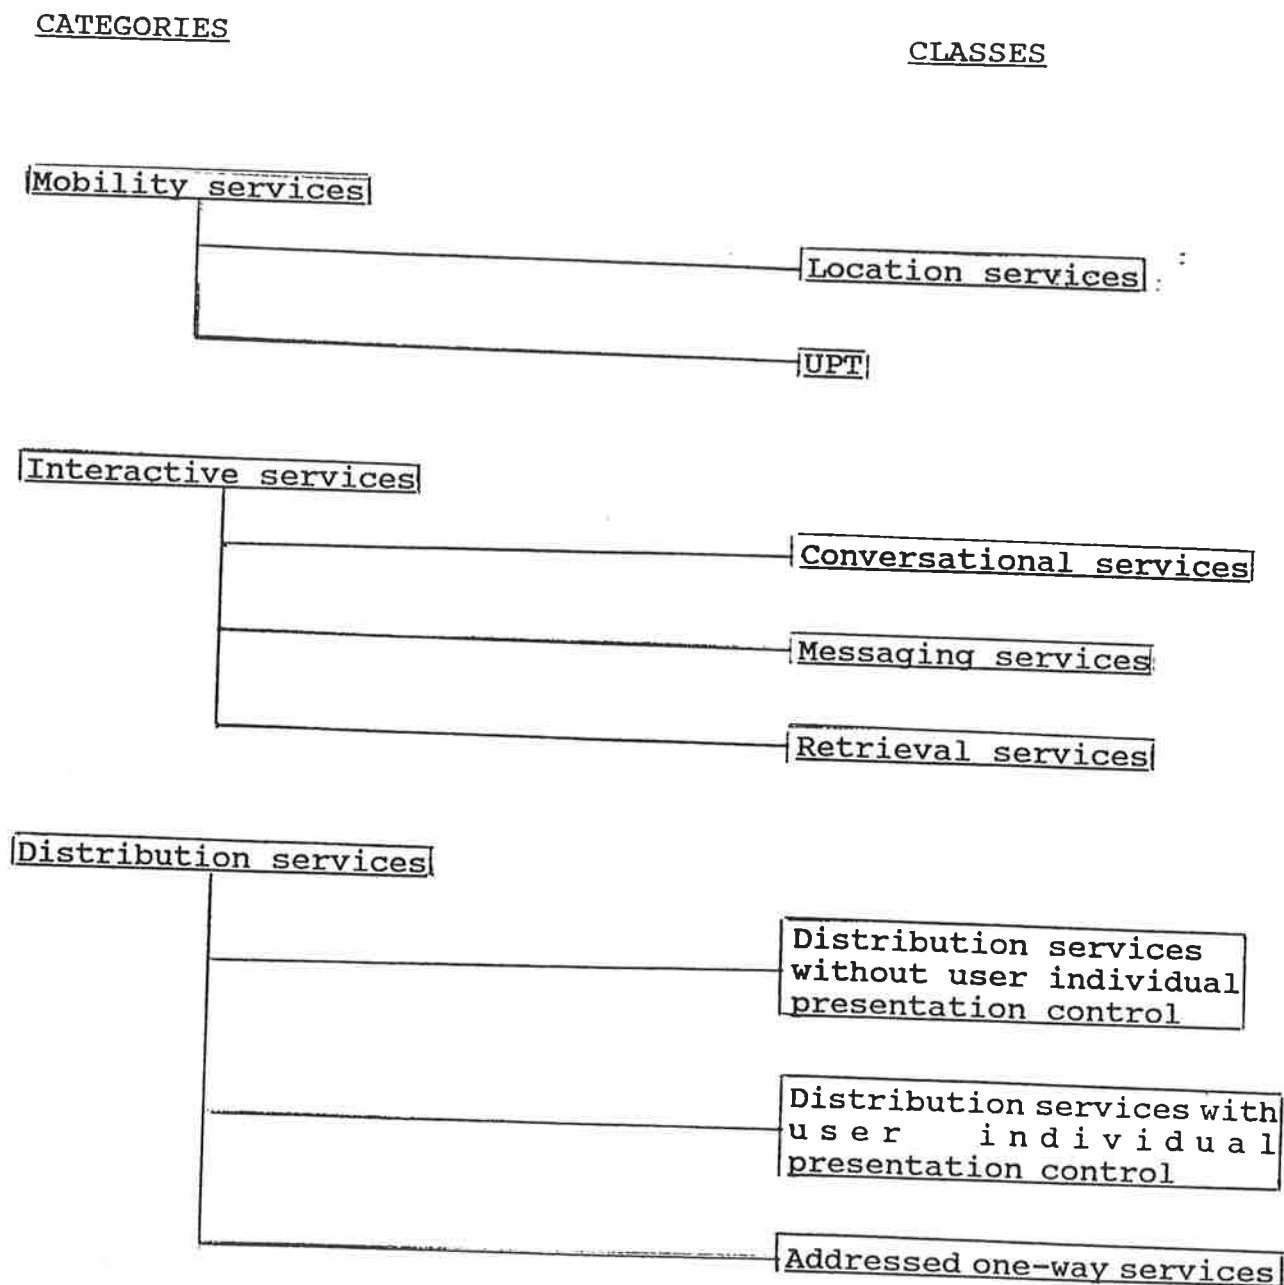 CATEGORIES
CLASSES
Mobility services
Location services
UPT
Interactive services
Conversational services
Messaging services
Retrieval services
Distribution services
Distribution services
without user individual
presentation control
Distribution services with
user individual
presentation control
Addressed one-way services